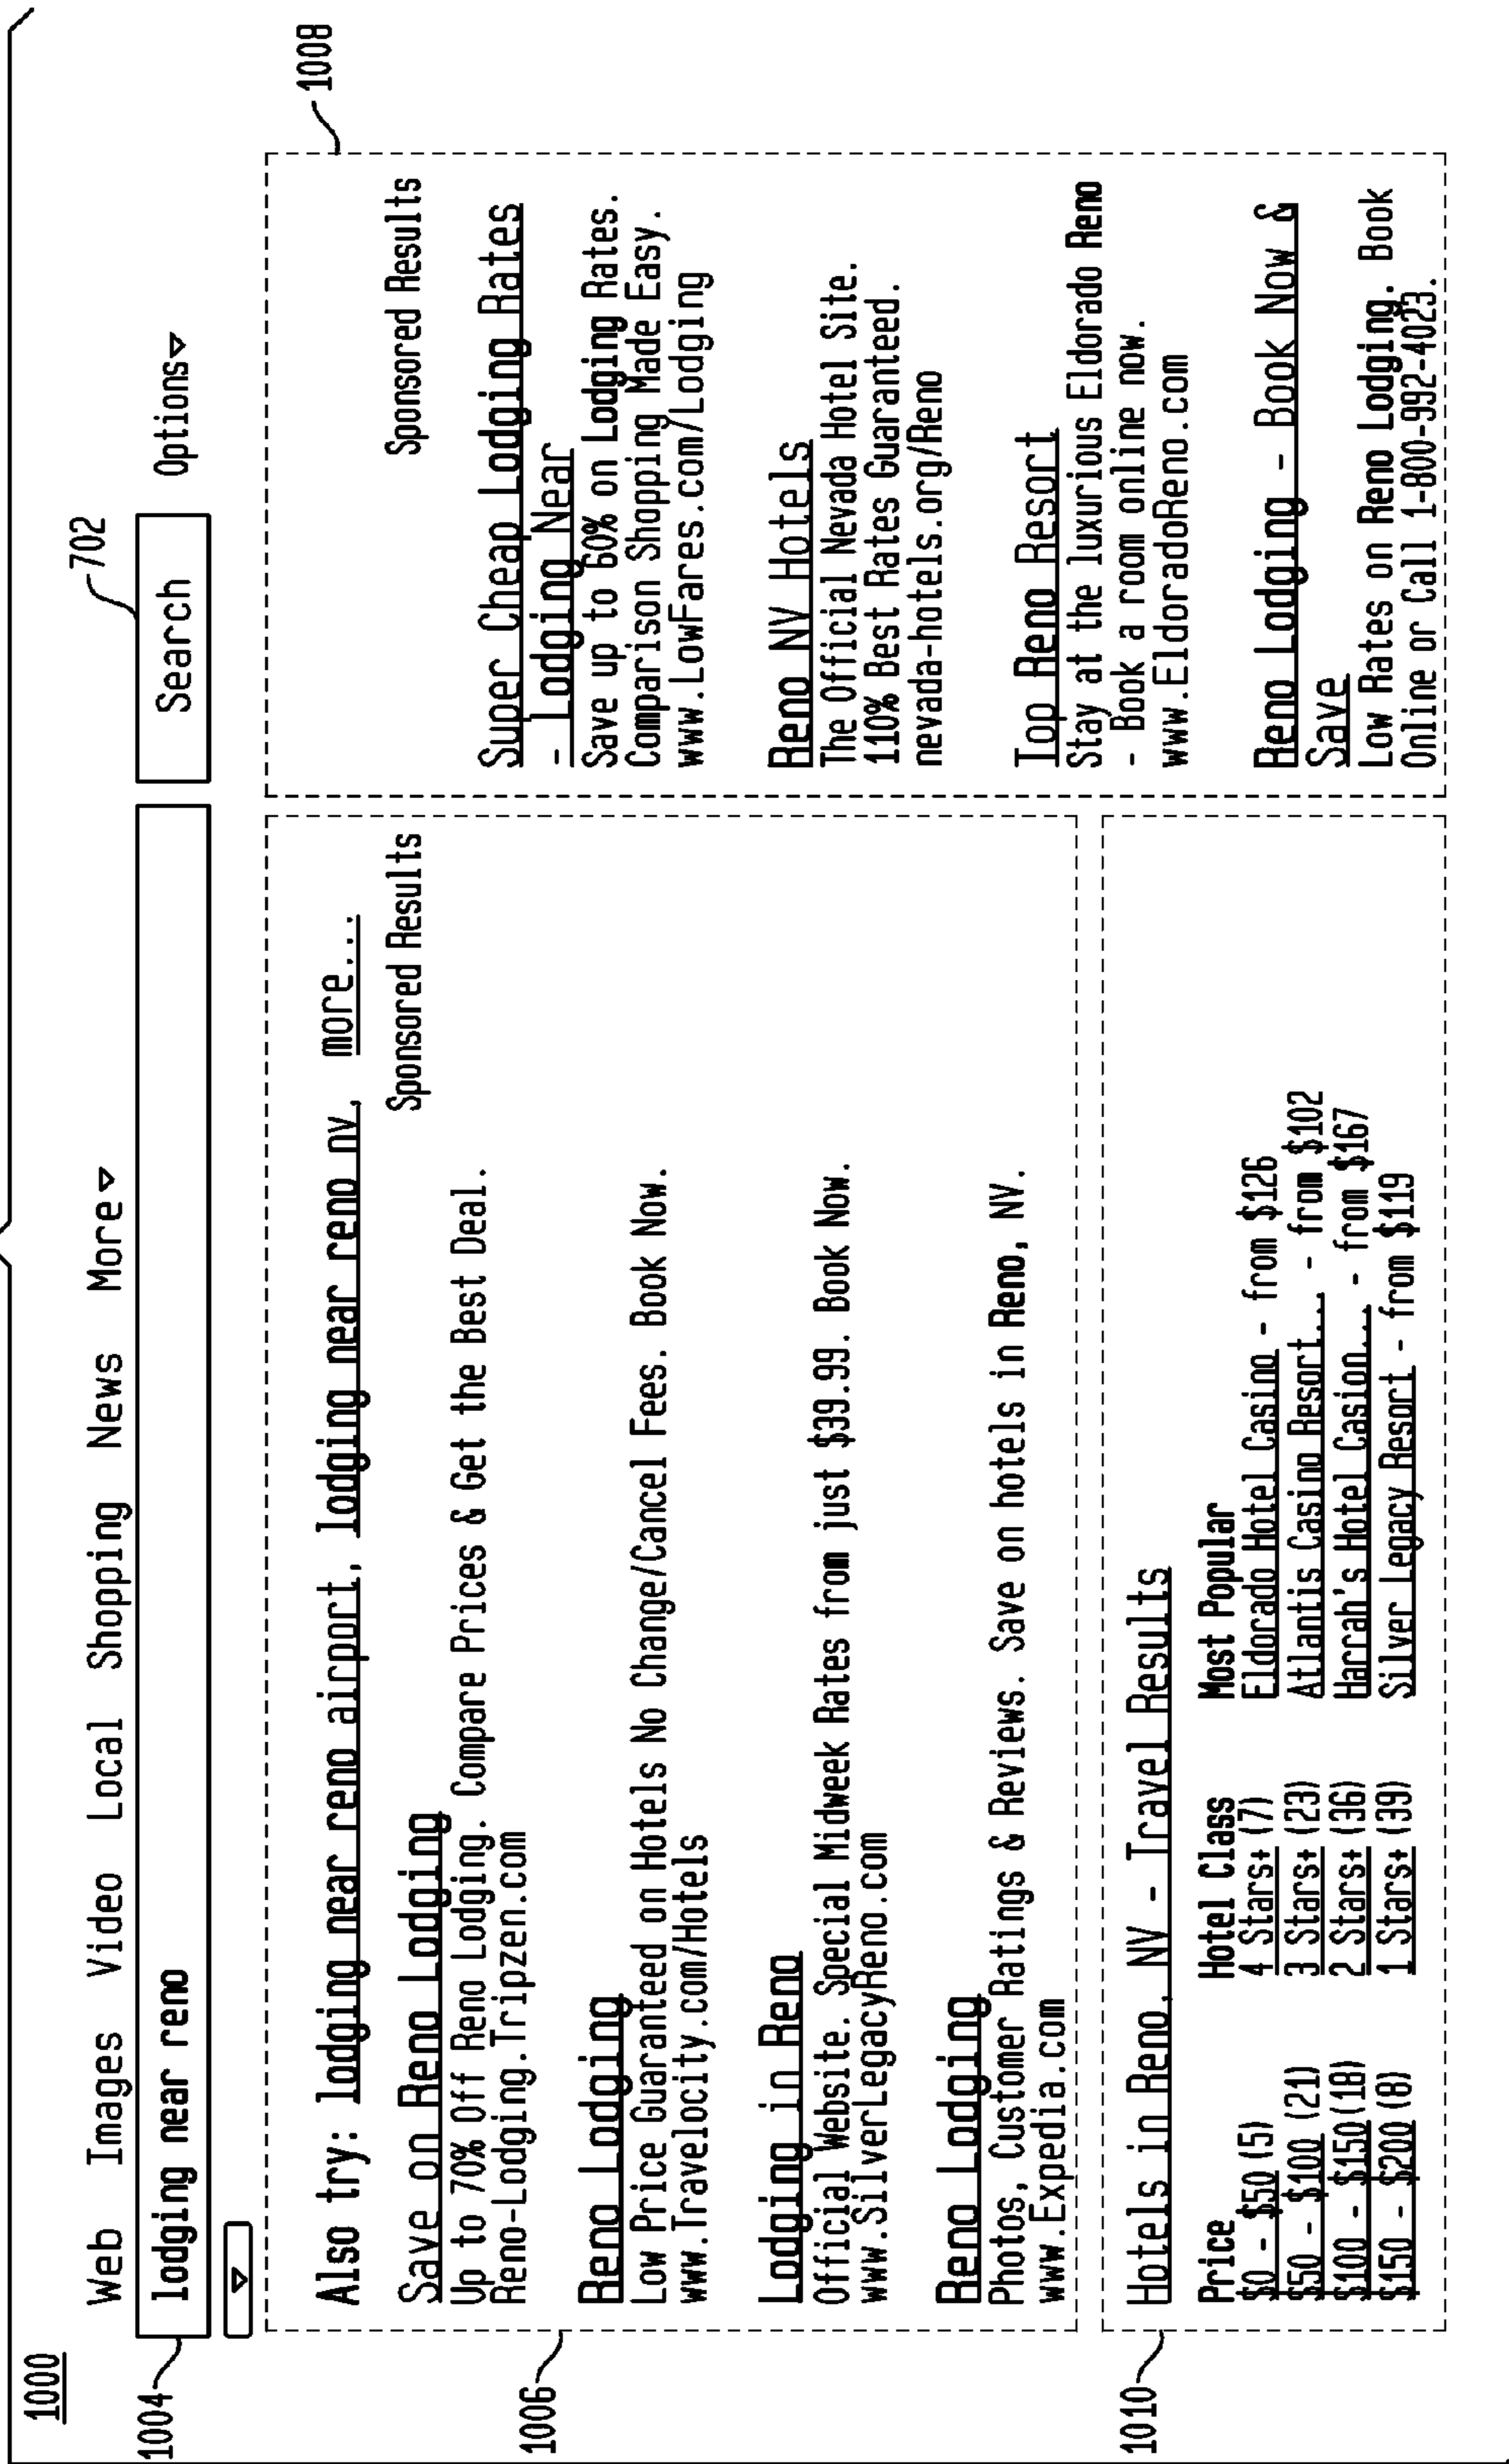 1000
Web Images Video Local Shopping News More▽
702
1004
lodging near reno
Search
Options▽
1008
1006
Also try: lodging near reno airport, lodging near reno nv, more...
Sponsored Results
Save on Reno Lodging
Up to 70% Off Reno Lodging. Compare Prices & Get the Best Deal.
Reno-Lodging.Tripzen.com
Reno Lodging
Low Price Guaranteed on Hotels No Change/Cancel Fees. Book Now.
www.Travelocity.com/Hotels
Lodging in Reno
Official Website. Special Midweek Rates from just $39.99. Book Now.
www.SilverLegacyReno.com
Reno Lodging
Photos, Customer Ratings & Reviews. Save on hotels in Reno, NV.
www.Expedia.com
Sponsored Results
Super Cheap Lodging Rates
- Lodging Near
Save up to 60% on Lodging Rates.
Comparison Shopping Made Easy.
www.LowFares.com/Lodging
Reno NV Hotels
The Official Nevada Hotel Site.
110% Best Rates Guaranteed.
nevada-hotels.org/Reno
Top Reno Resort
Stay at the luxurious Eldorado Reno
- Book a room online now.
www.EldoradoReno.com
Reno Lodging - Book Now &
Save
Low Rates on Reno Lodging. Book
Online or Call 1-800-992-4023.
1010
Hotels in Reno, NV - Travel Results
Price
$0 - $50 (5)
$50 - $100 (21)
$100 - $150 (18)
$150 - $200 (8)
Hotel Class
4 Stars+ (7)
3 Stars+ (23)
2 Stars+ (36)
1 Stars+ (39)
Most Popular
Eldorado Hotel Casino - from $126
Atlantis Casino Resort... - from $102
Harrah's Hotel Casion... - from $167
Silver Legacy Resort - from $119